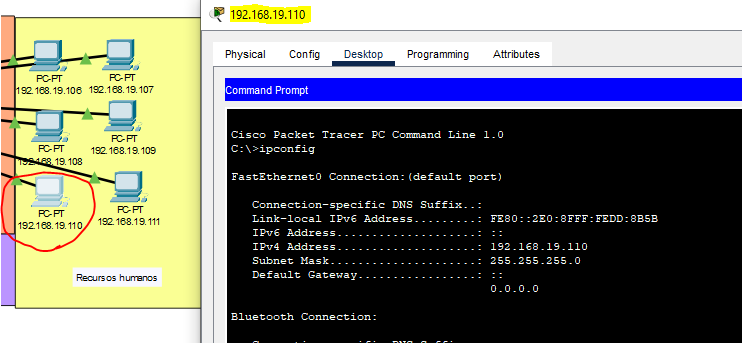 PC-PT
192.168.19.106
PC-PT
192.168.19.107
PC-PT
192.168.19.108
PC-PT
192.168.19.109
PC-PT
192.168.19.110
PC-PT
192.168.19.111
Recursos humanos
192.168.19.110
Physical Config Desktop Programming Attributes
Command Prompt
Cisco Packet Tracer PC Command Line 1.0
C:\>ipconfig
FastEthernet0 Connection:(default port)
Connection-specific DNS Suffix..:
Link-local IPv6 Address.........: FE80::2E0:8FFF:FEDD:8B5B
IPv6 Address....................: ::
IPv4 Address....................: 192.168.19.110
Subnet Mask.....................: 255.255.255.0
Default Gateway.................: ::
0.0.0.0
Bluetooth Connection: